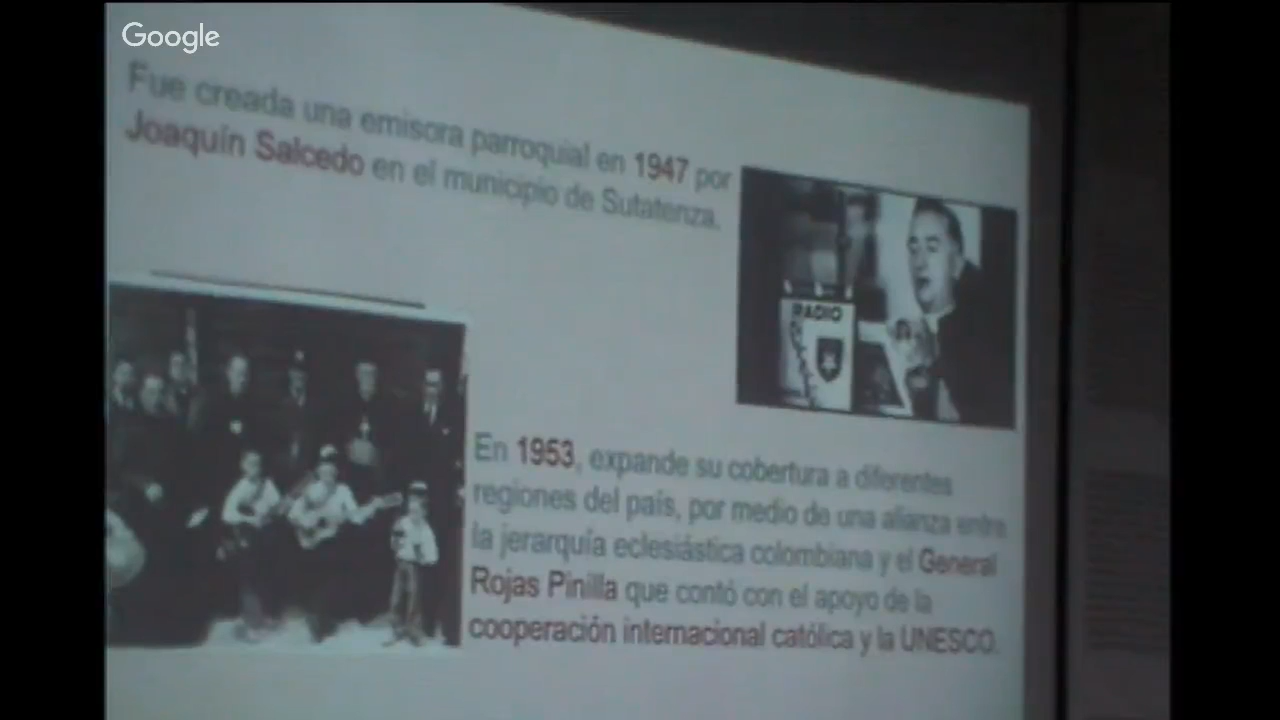 Google
Fue creada una emisora parroquial en 1947 por
Joaquín Salcedo en el municipio de Sutatenza.
RADIO
En 1953, expande su cobertura a diferentes
regiones del país, por medio de una alianza entre
la jerarquía eclesiástica colombiana y el General
Rojas Pinilla que contó con el apoyo de la
cooperación internacional católica y la UNESCO.